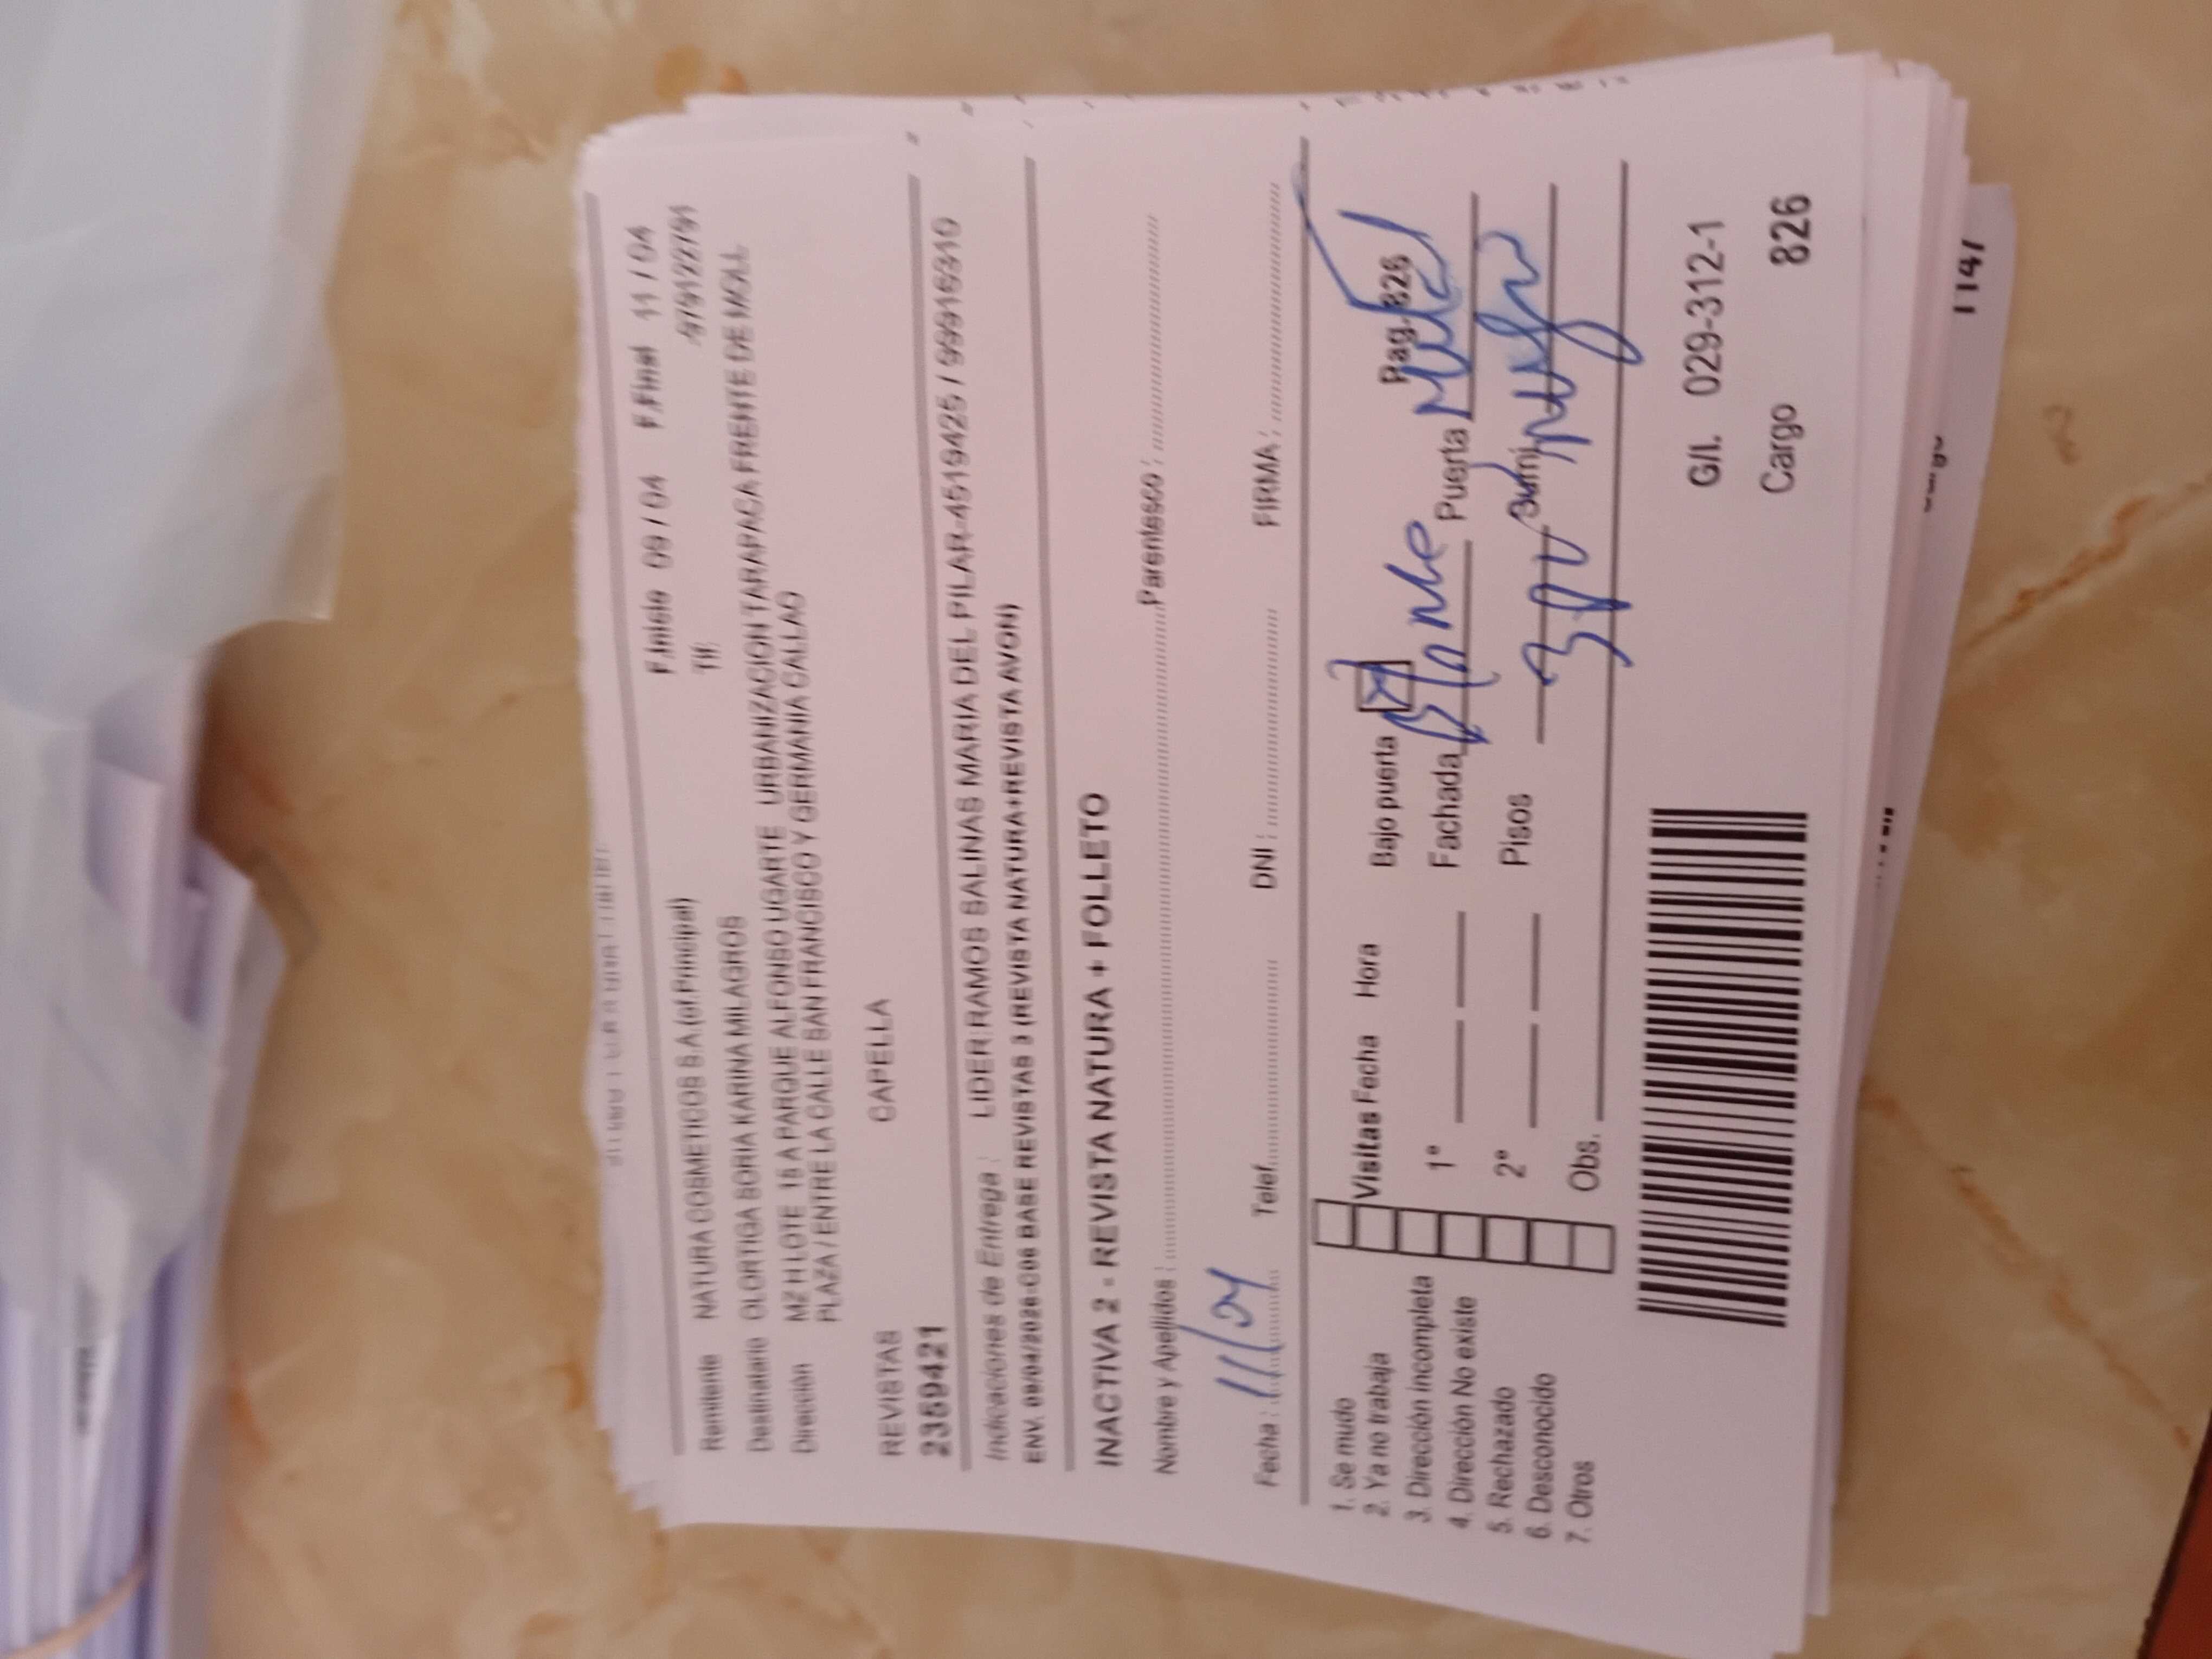 F.Inicio 09 / 04 F.Final 11 / 04
Remitente NATURA COSMETICOS S.A.(of.Principal) Tlf.
Destinatario OLORTIGA SORIA KARINA MILAGROS
Dirección MZ H LOTE 15 A PARQUE ALFONSO UGARTE URBANIZACION TARAPACA FRENTE DE MOLL
PLAZA / ENTRE LA CALLE SAN FRANCISCO Y GERMANIA CALLAO
REVISTAS CAPELLA
2359421
Indicaciones de Entrega : LIDER RAMOS SALINAS MARIA DEL PILAR-4519425 / 999169310
ENV. 09/04/2026-C06 BASE REVISTAS 3 (REVISTA NATURA+REVISTA AVON)
INACTIVA 2 - REVISTA NATURA + FOLLETO
Nombre y Apellidos : Parentesco :
Fecha : 11/04 Telef. DNI : FIRMA :
1. Se mudo
2. Ya no trabaja
3. Dirección incompleta
4. Dirección No existe
5. Rechazado
6. Desconocido
7. Otros
Visitas Fecha Hora Bajo puerta Pag-826
1° Fachada Puerta
2° Pisos Sumi.
Obs.
G/I. 029-312-1
Cargo 826
1147